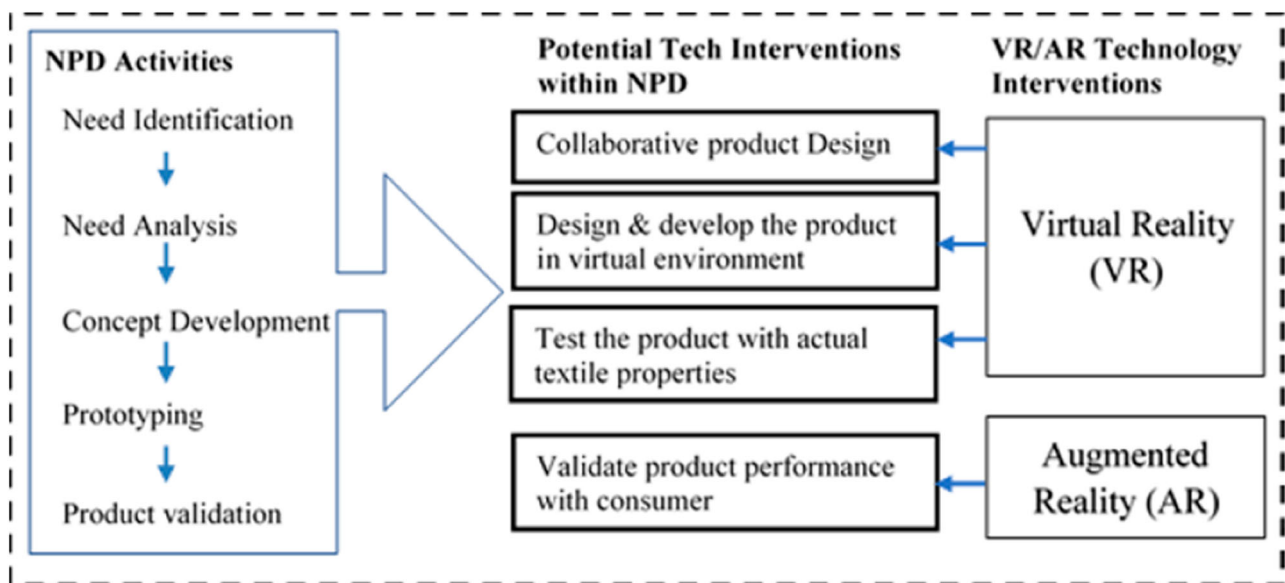 NPD Activities
Need Identification
Need Analysis
Concept Development
Prototyping
Product validation
Potential Tech Interventions
within NPD
Collaborative product Design
Design & develop the product
in virtual environment
Test the product with actual
textile properties
Validate product performance
with consumer
VR/AR Technology
Interventions
Virtual Reality
(VR)
Augmented
Reality (AR)